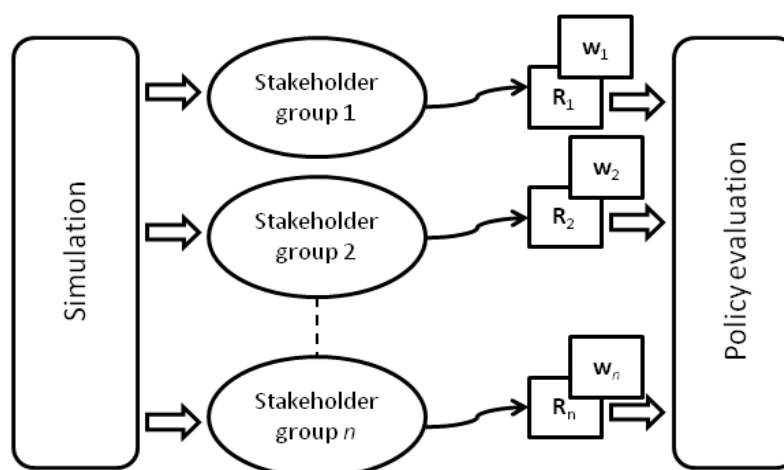 Simulation
Stakeholder
group 1
w1
R1
Stakeholder
group 2
w2
R2
Stakeholder
group n
wn
Rn
Policy evaluation